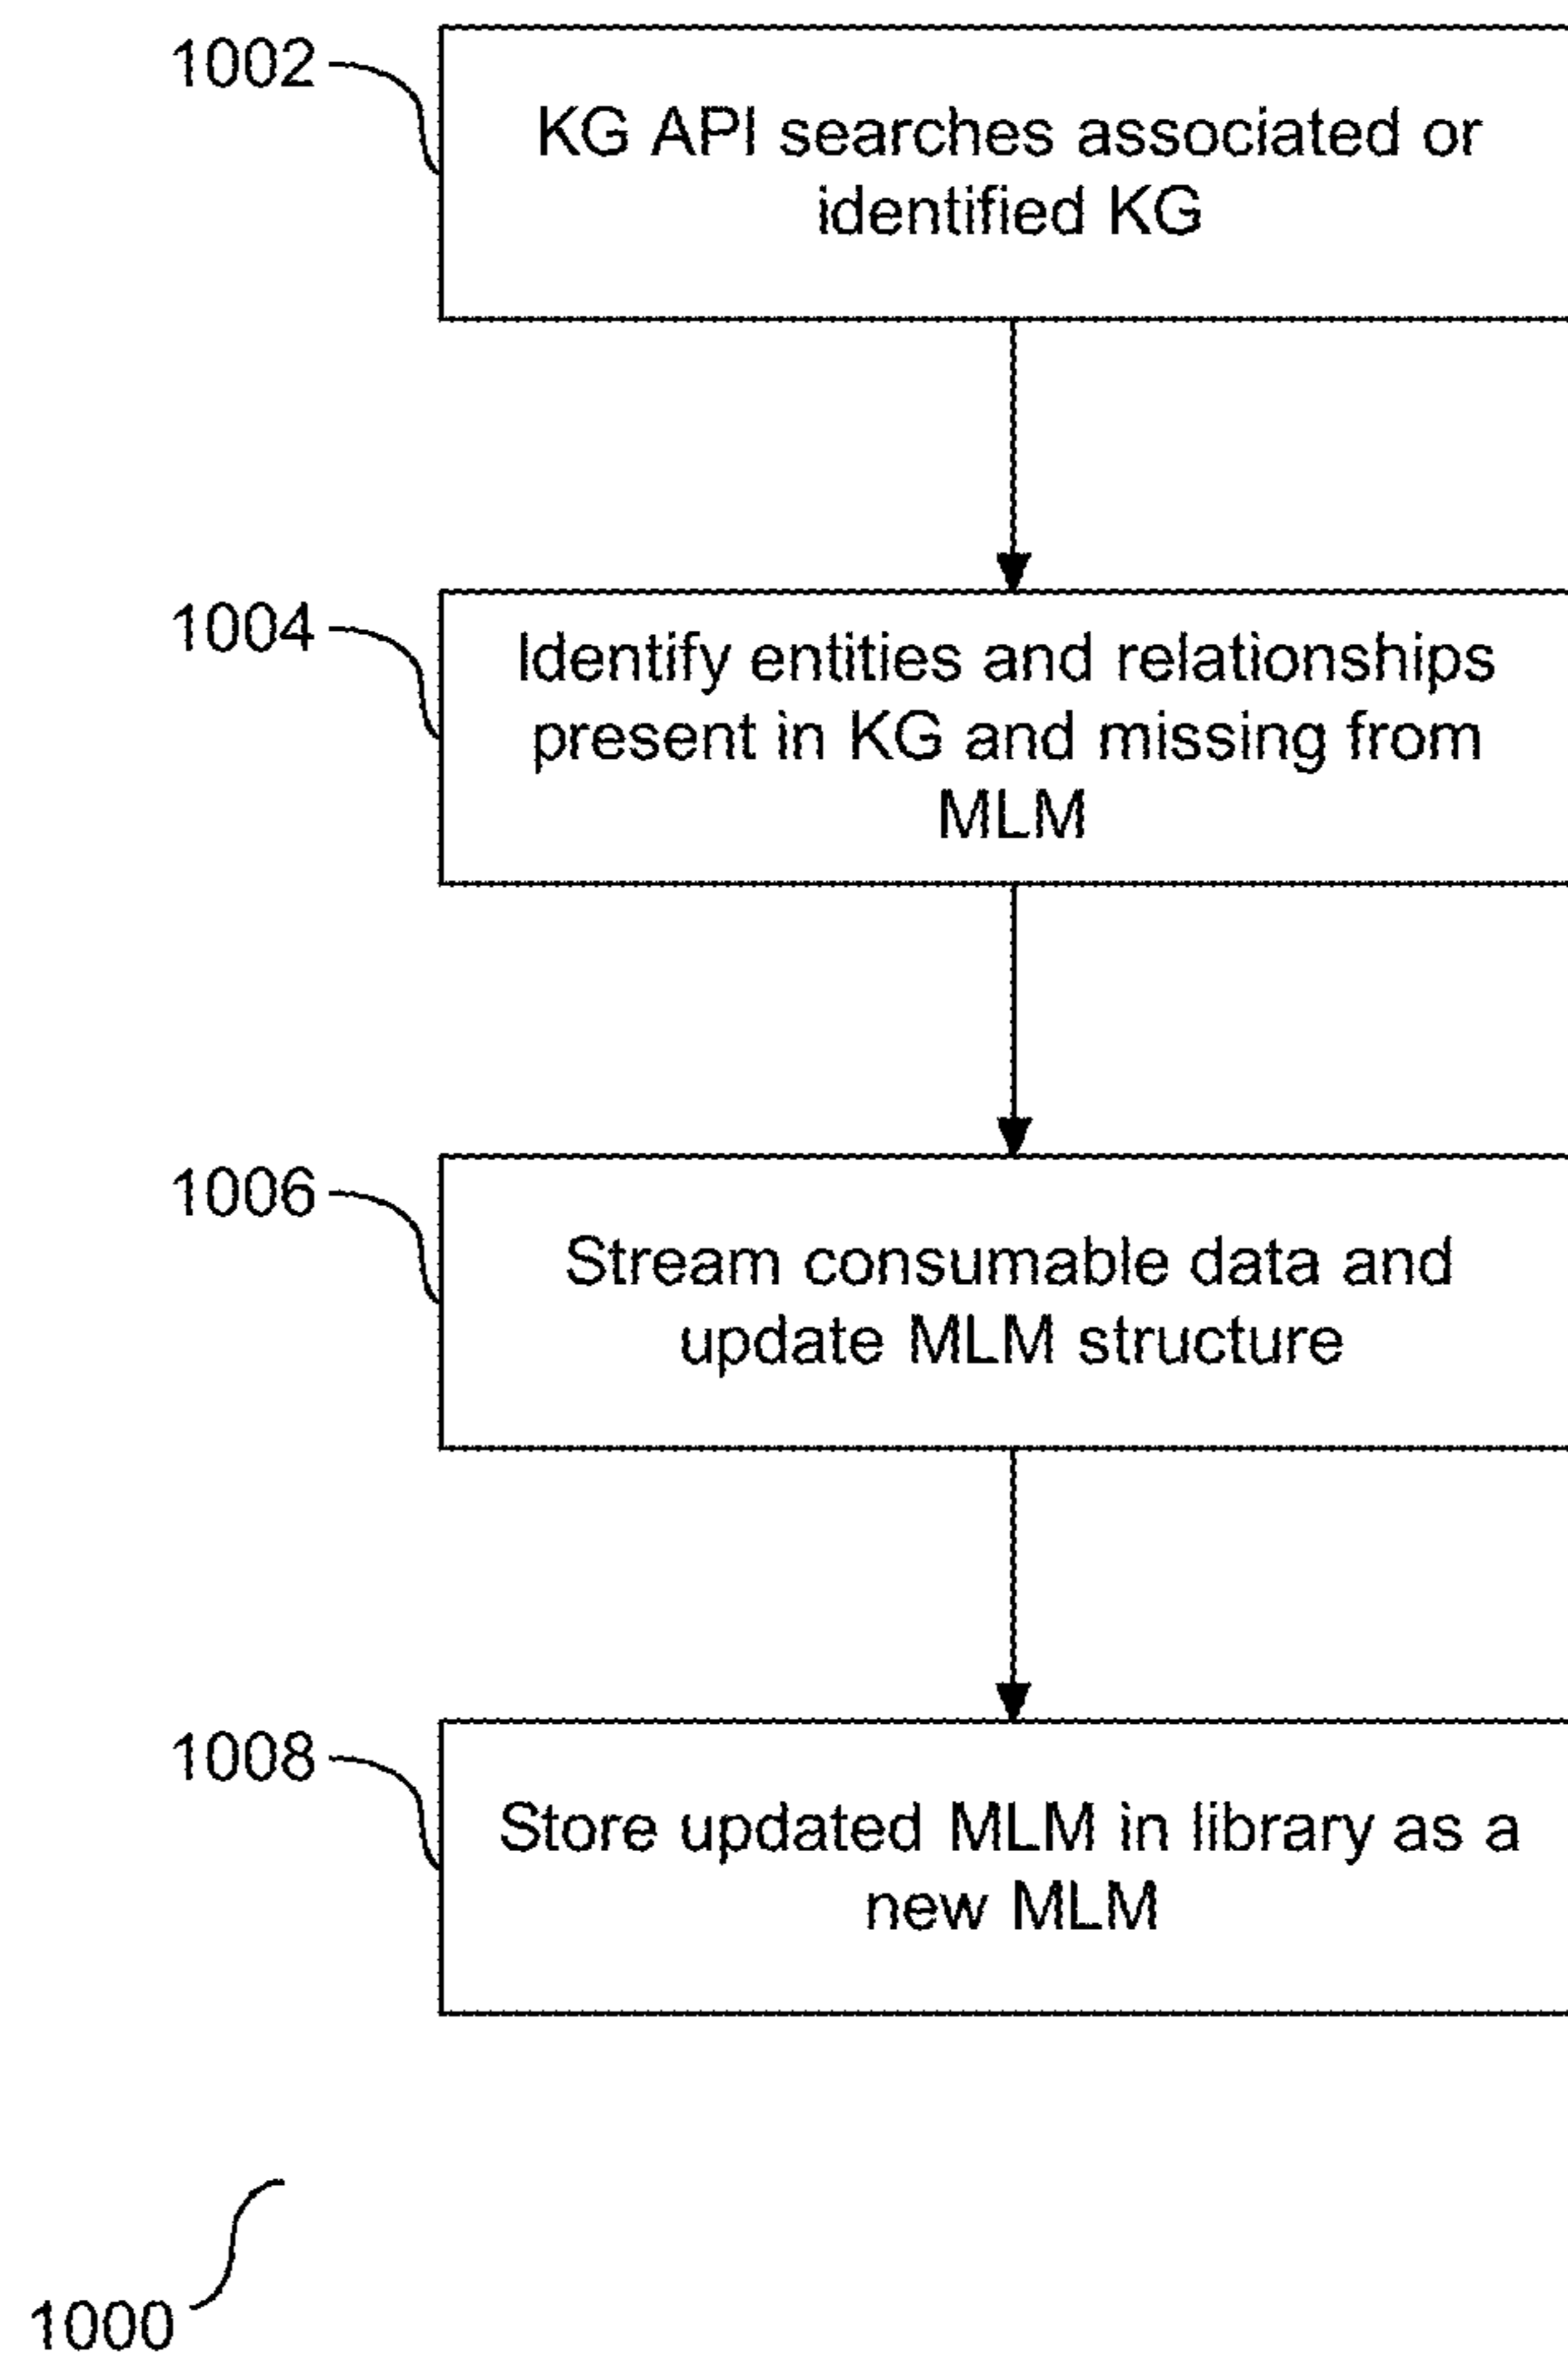 1002
KG API searches associated or
identified KG
1004
Identify entities and relationships
present in KG and missing from
MLM
1006
Stream consumable data and
update MLM structure
1008
Store updated MLM in library as a
new MLM
1000